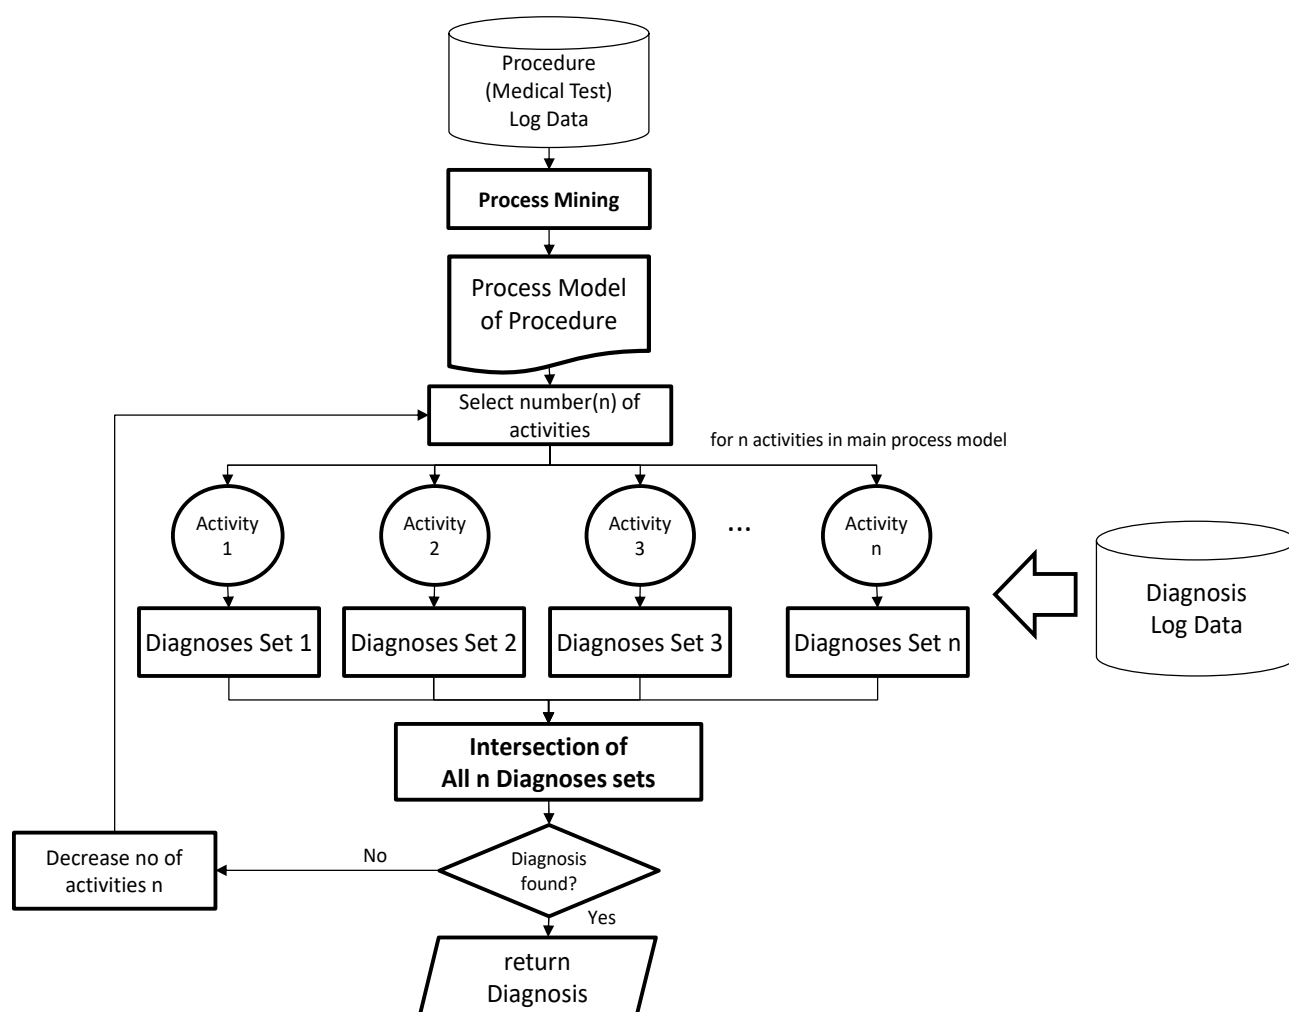 Procedure
(Medical Test)
Log Data
Process Mining
Process Model
of Procedure
Select number(n) of
activities
for n activities in main process model
Activity
1
Activity
2
Activity
3
...
Activity
n
Diagnosis
Log Data
Diagnoses Set 1
Diagnoses Set 2
Diagnoses Set 3
Diagnoses Set n
Intersection of
All n Diagnoses sets
Decrease no of
activities n
No
Diagnosis
found?
Yes
return
Diagnosis